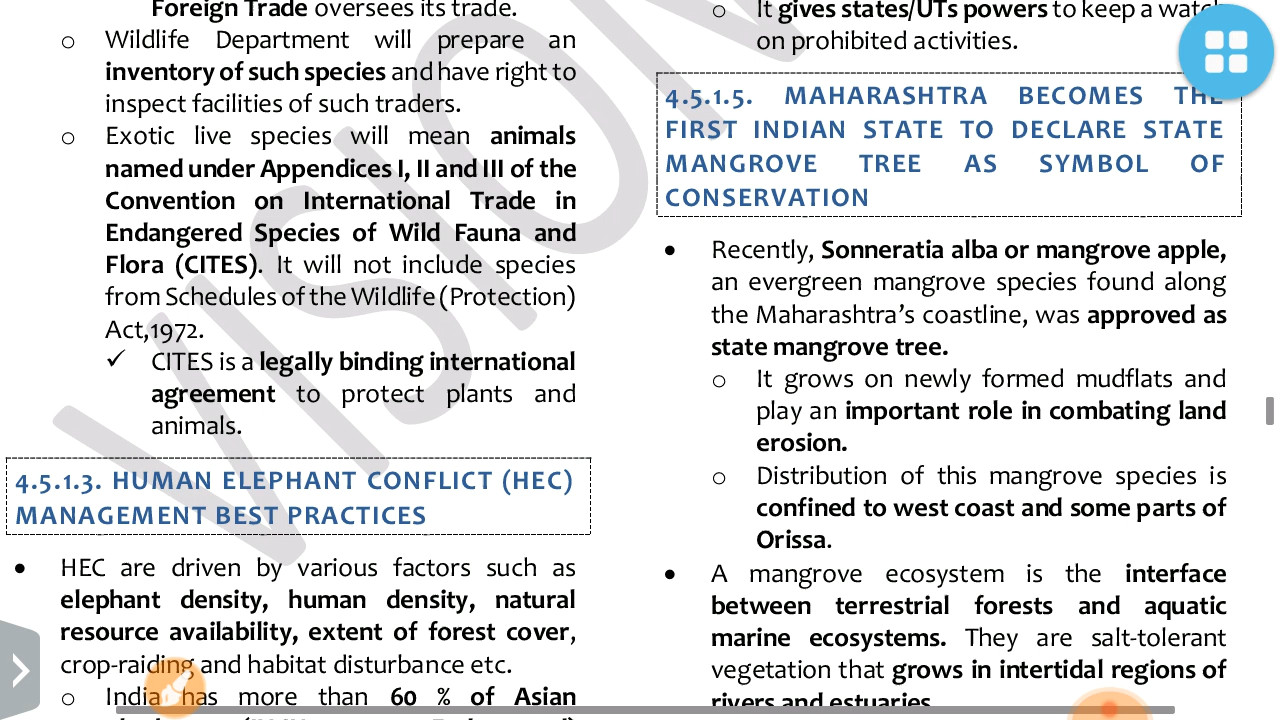 Foreign Trade oversees its trade.
o Wildlife Department will prepare an
inventory of such species and have right to
inspect facilities of such traders.
o Exotic live species will mean animals
named under Appendices I, II and III of the
Convention on International Trade in
Endangered Species of Wild Fauna and
Flora (CITES). It will not include species
from Schedules of the Wildlife (Protection)
Act,1972.
✓ CITES is a legally binding international
agreement to protect plants and
animals.
4.5.1.3. HUMAN ELEPHANT CONFLICT (HEC)
MANAGEMENT BEST PRACTICES
• HEC are driven by various factors such as
elephant density, human density, natural
resource availability, extent of forest cover,
crop-raiding and habitat disturbance etc.
o India has more than 60 % of Asian
o It gives states/UTs powers to keep a watch
on prohibited activities.
4.5.1.5. MAHARASHTRA BECOMES THE
FIRST INDIAN STATE TO DECLARE STATE
MANGROVE TREE AS SYMBOL OF
CONSERVATION
• Recently, Sonneratia alba or mangrove apple,
an evergreen mangrove species found along
the Maharashtra's coastline, was approved as
state mangrove tree.
o It grows on newly formed mudflats and
play an important role in combating land
erosion.
o Distribution of this mangrove species is
confined to west coast and some parts of
Orissa.
• A mangrove ecosystem is the interface
between terrestrial forests and aquatic
marine ecosystems. They are salt-tolerant
vegetation that grows in intertidal regions of
rivers and estuaries
VISION